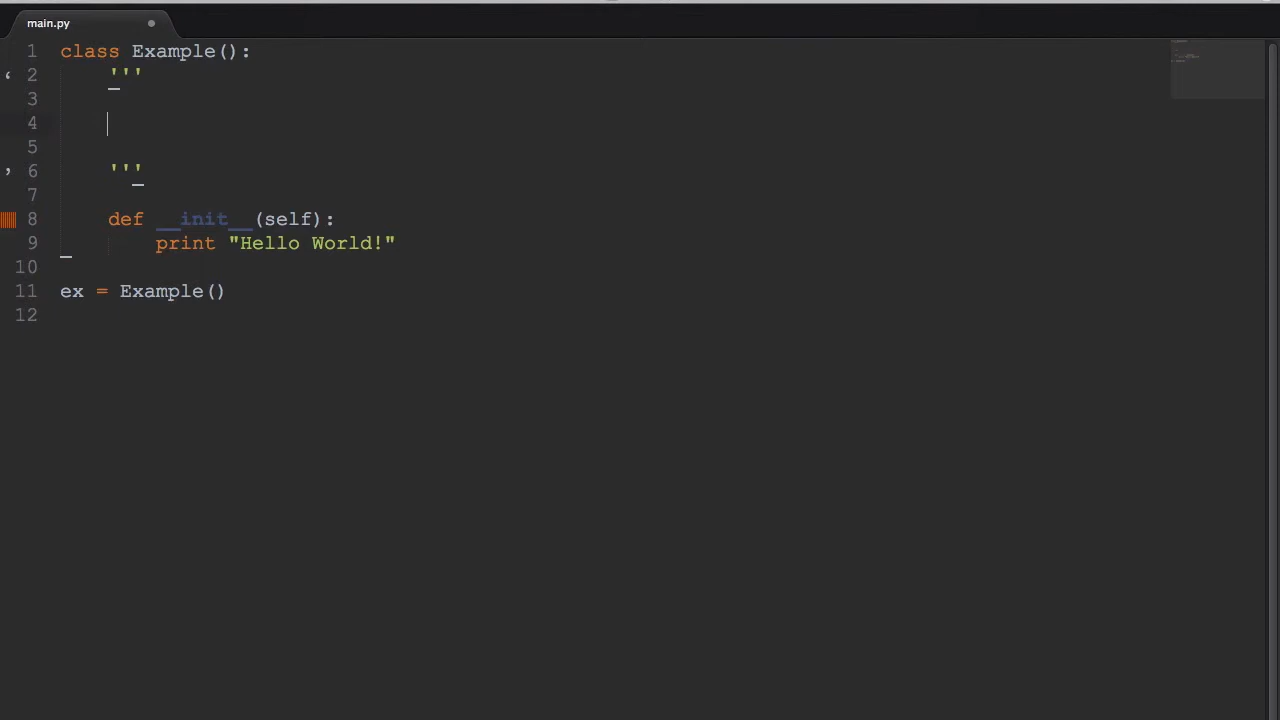 main.py
1 class Example():
2     '''
3
4
5
6     '''
7
8     def __init__(self):
9         print "Hello World!"
10
11 ex = Example()
12